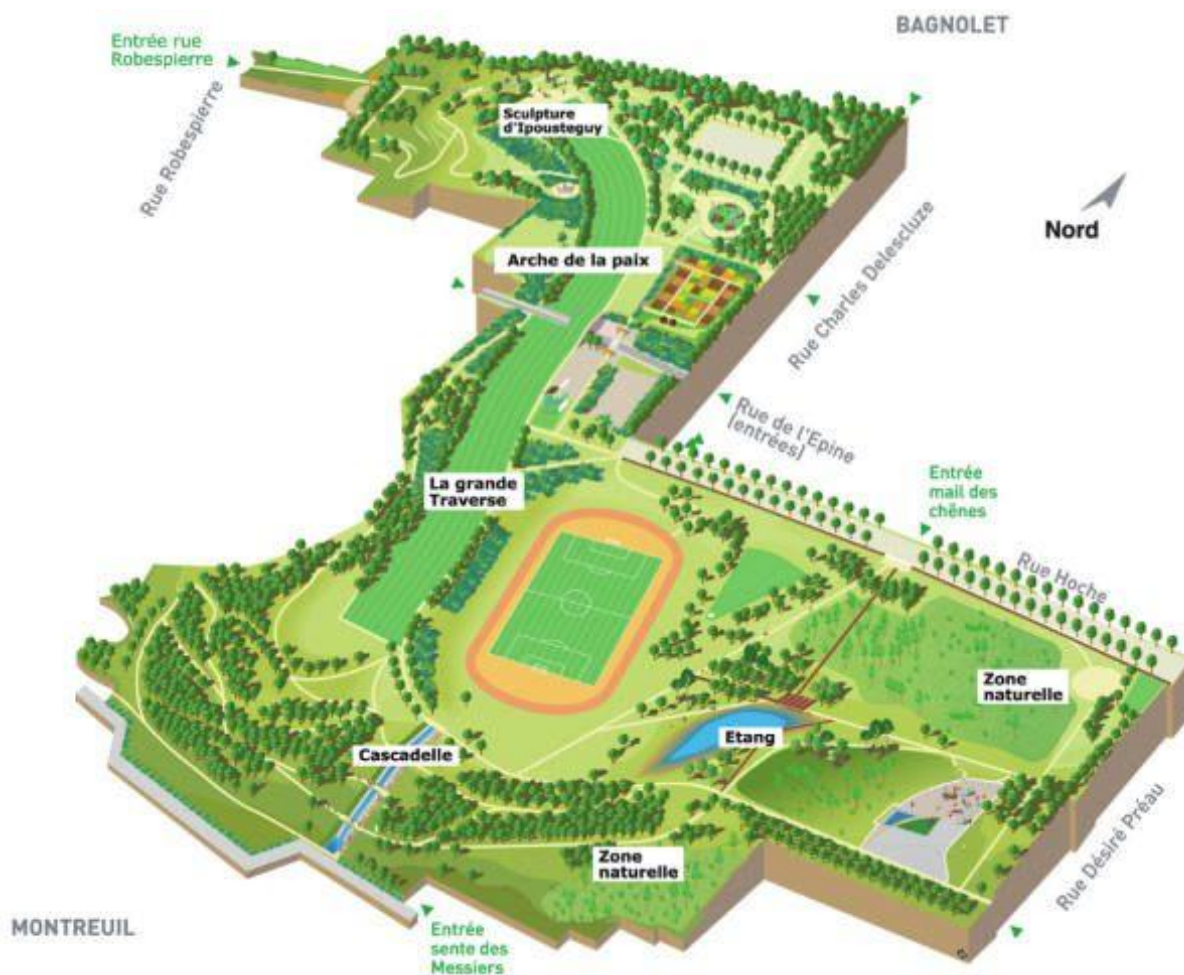 BAGNOLET
Entrée rue
Robespierre
Rue Robespierre
Sculpture
d'Ipousteguy
Nord
Arche de la paix
Rue Charles Delescluze
Rue de l'Epine
(entrées)
La grande
Traverse
Entrée
mail des
chênes
Rue Hoche
Zone
naturelle
Etang
Cascadelle
Zone
naturelle
Rue Désiré Préau
MONTREUIL
Entrée
sente des
Messiers